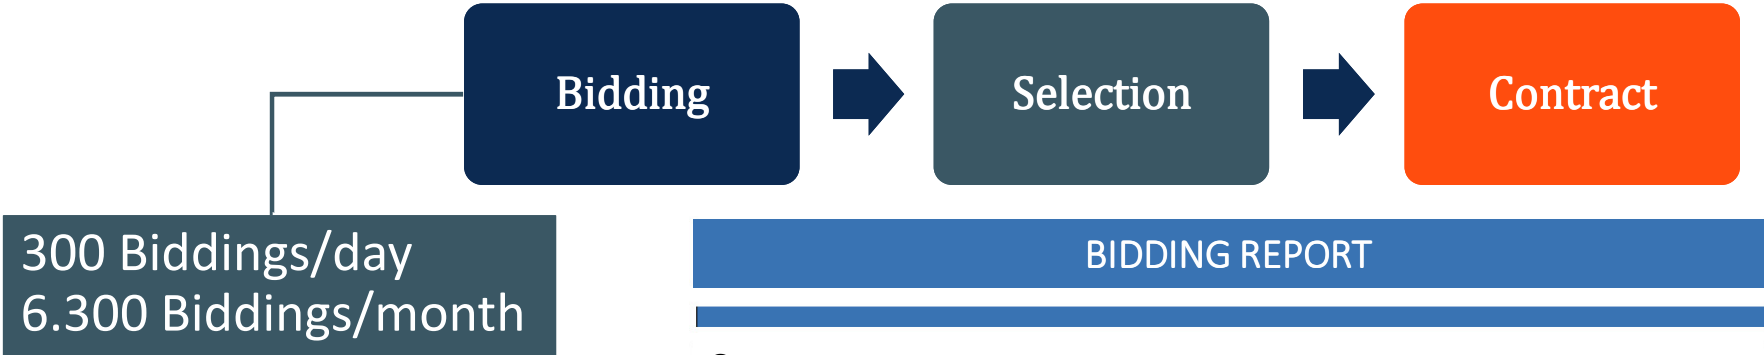 Bidding
Selection
Contract
300 Biddings/day
6.300 Biddings/month
BIDDING REPORT